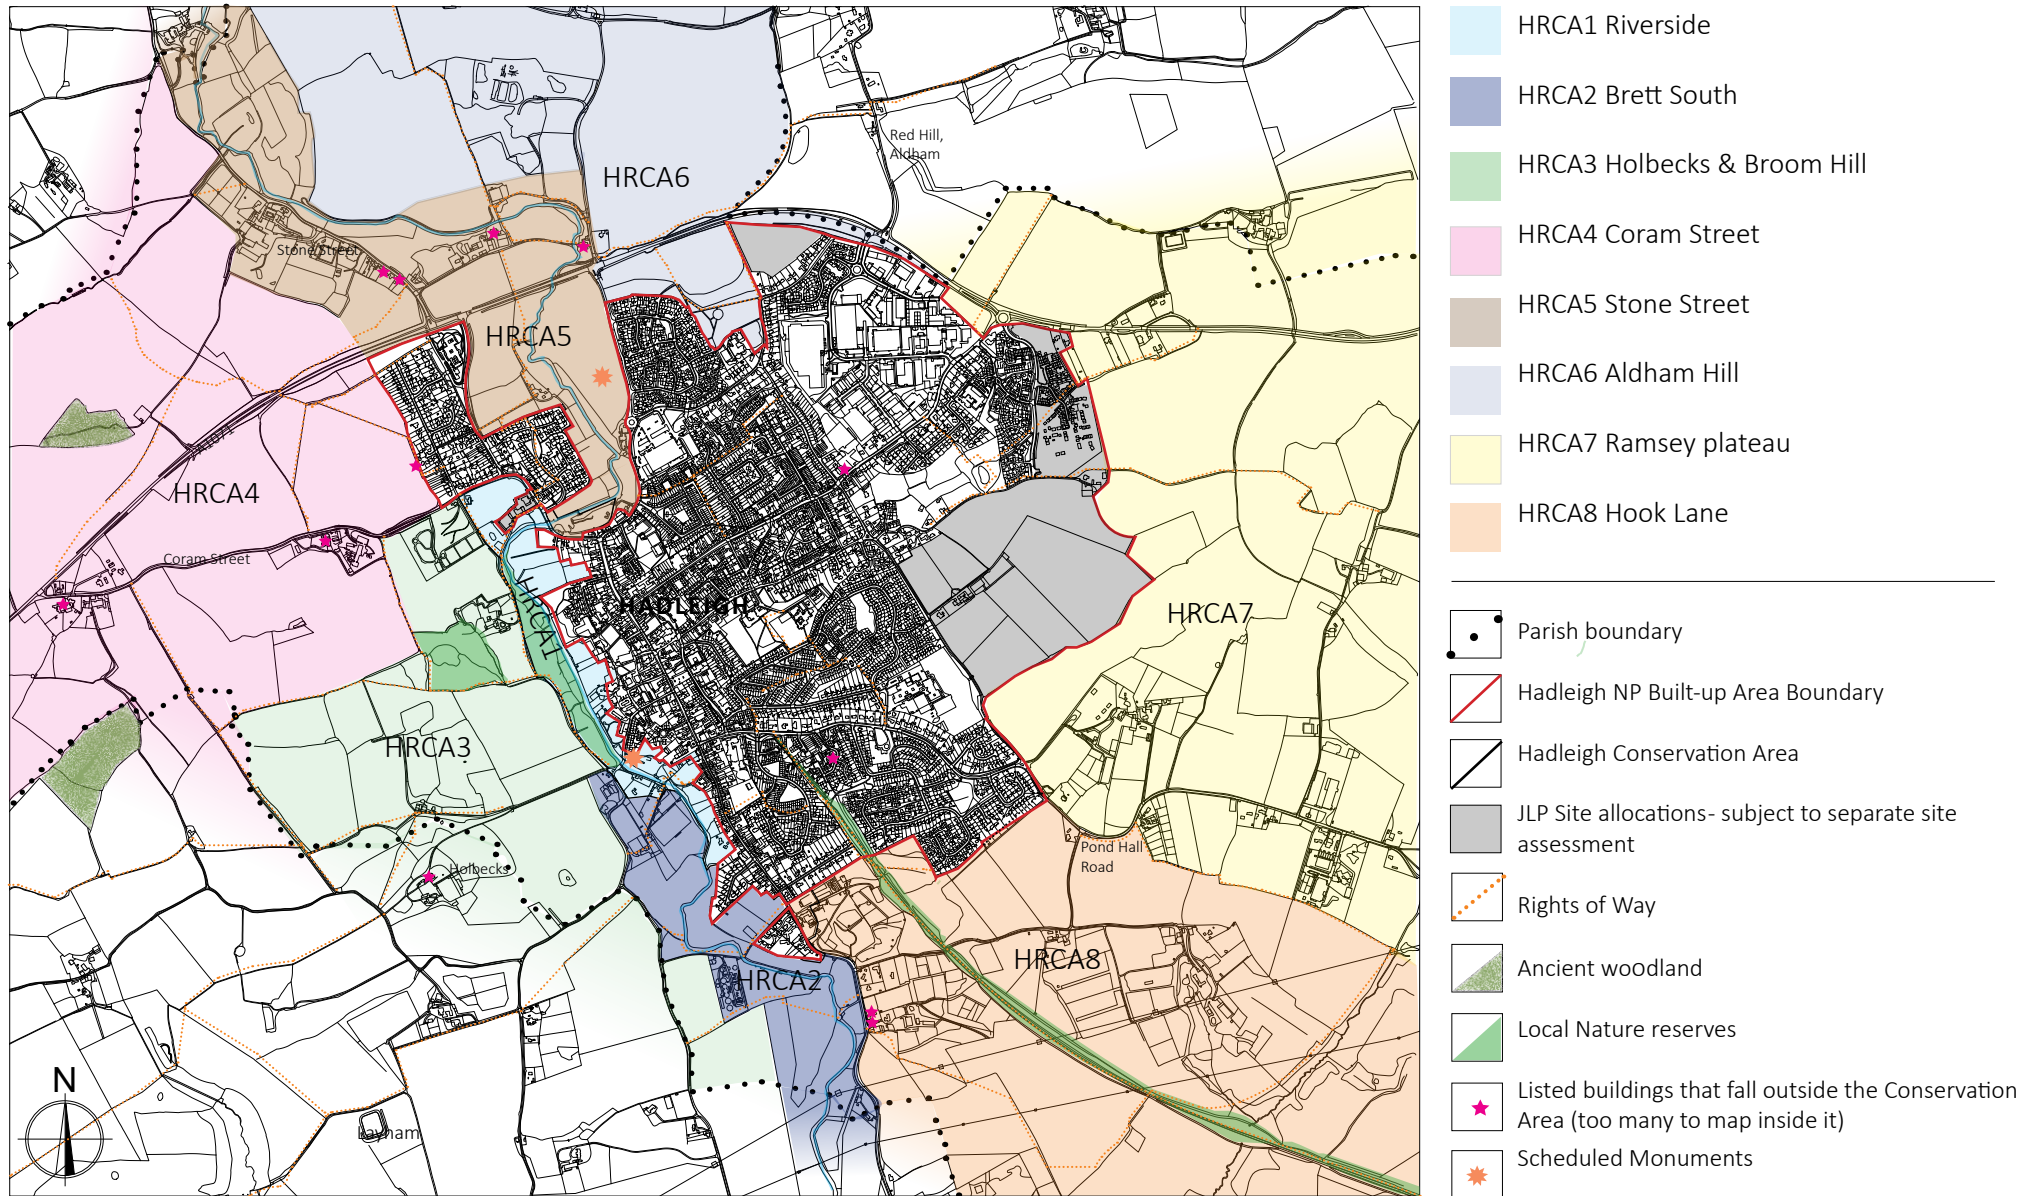 HRCA6
Red Hill,
Aldham
Stone Street
HRCA5
HRCA4
Coram Street
HRCA1
HADLEIGH
HRCA7
HRCA3
Pond Hall
Road
Holbecks
HRCA8
HRCA2
N
Layham
HRCA1 Riverside
HRCA2 Brett South
HRCA3 Holbecks & Broom Hill
HRCA4 Coram Street
HRCA5 Stone Street
HRCA6 Aldham Hill
HRCA7 Ramsey plateau
HRCA8 Hook Lane
Parish boundary
Hadleigh NP Built-up Area Boundary
Hadleigh Conservation Area
JLP Site allocations- subject to separate site
assessment
Rights of Way
Ancient woodland
Local Nature reserves
Listed buildings that fall outside the Conservation
Area (too many to map inside it)
Scheduled Monuments